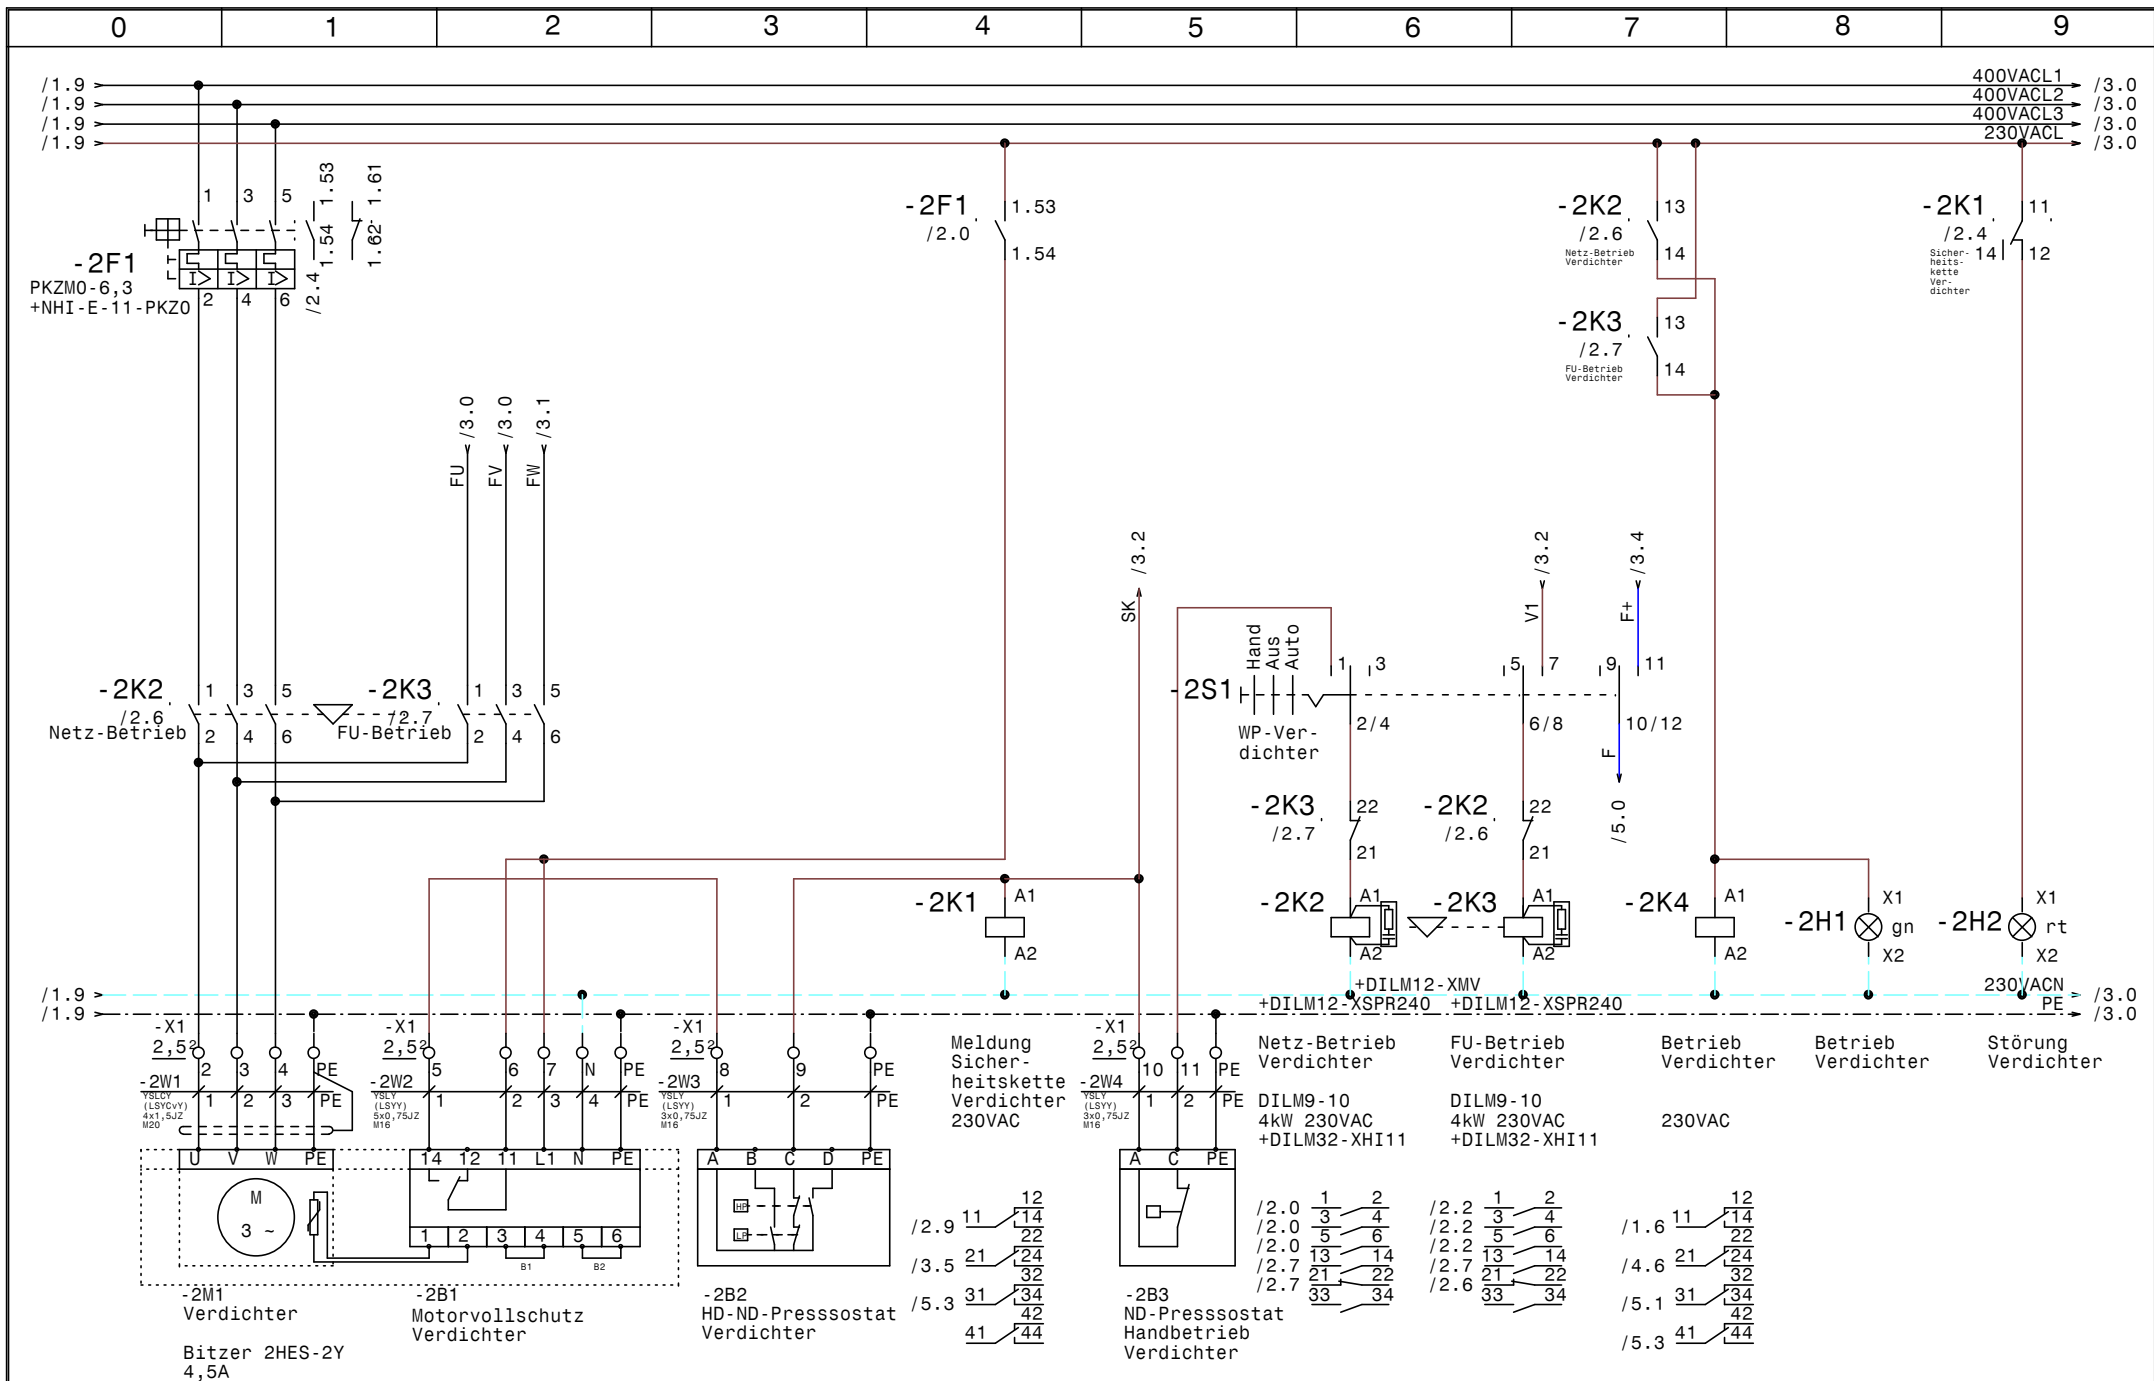 0 1 2 3 4 5 6 7 8 9
/1.9 400VACL1 /3.0
/1.9 400VACL2 /3.0
/1.9 400VACL3 /3.0
/1.9 230VACL /3.0
1 3 5 1.53 1.61
1.54 1.62
-2F1
PKZM0-6,3
+NHI-E-11-PKZ0
I> I> I>
2 4 6 /2.4
-2F1 1.53
/2.0
1.54
-2K2 13
/2.6
14
Netz-Betrieb
Verdichter
-2K3 13
/2.7
14
FU-Betrieb
Verdichter
-2K1 11
/2.4
14 12
Sicher-
heits-
kette
Ver-
dichter
/3.0 /3.0 /3.1
FU FV FW
/3.2 /3.2 /3.4
SK V1 F+
-2K2 1 3 5
/2.6
Netz-Betrieb 2 4 6
-2K3 1 3 5
/2.7
FU-Betrieb 2 4 6
Hand
Aus
Auto
-2S1
WP-Ver-
dichter
1 3 5 7 9 11
2/4 6/8 10/12
F
/5.0
-2K3 22
/2.7
21
-2K2 22
/2.6
21
-2K1 A1
A2
-2K2 A1
A2
-2K3 A1
A2
-2K4 A1
A2
-2H1 X1
gn
X2
-2H2 X1
rt
X2
+DILM12-XMV
/1.9 230VACN /3.0
+DILM12-XSPR240 +DILM12-XSPR240
/1.9 PE /3.0
-X1
2,5²
2 3 4 PE
-2W1
YSLCY
(LSYCvY)
4x1,5JZ
M20
1 2 3 PE
-X1
2,5²
5 6 7 N PE
-2W2
YSLY
(LSYY)
5x0,75JZ
M16
1 2 3 4 PE
-X1
2,5²
8 9 PE
-2W3
YSLY
(LSYY)
3x0,75JZ
M16
1 2 PE
Meldung
Sicher-
heitskette
Verdichter
230VAC
-X1
2,5²
10 11 PE
-2W4
YSLY
(LSYY)
3x0,75JZ
M16
1 2 PE
Netz-Betrieb
Verdichter
DILM9-10
4kW 230VAC
+DILM32-XHI11
FU-Betrieb
Verdichter
DILM9-10
4kW 230VAC
+DILM32-XHI11
Betrieb
Verdichter
230VAC
Betrieb
Verdichter
Störung
Verdichter
U V W PE
M
3 ~
-2M1
Verdichter
Bitzer 2HES-2Y
4,5A
14 12 11 L1 N PE
1 2 3 4 5 6
B1 B2
-2B1
Motorvollschutz
Verdichter
A B C D PE
HP
LP
-2B2
HD-ND-Presssostat
Verdichter
12
/2.9 11 14
22
/3.5 21 24
32
/5.3 31 34
42
41 44
A C PE
-2B3
ND-Presssostat
Handbetrieb
Verdichter
/2.0 1 2
/2.0 3 4
/2.0 5 6
/2.7 13 14
/2.7 21 22
33 34
/2.2 1 2
/2.2 3 4
/2.2 5 6
/2.7 13 14
/2.6 21 22
33 34
12
/1.6 11 14
22
/4.6 21 24
32
/5.1 31 34
42
/5.3 41 44